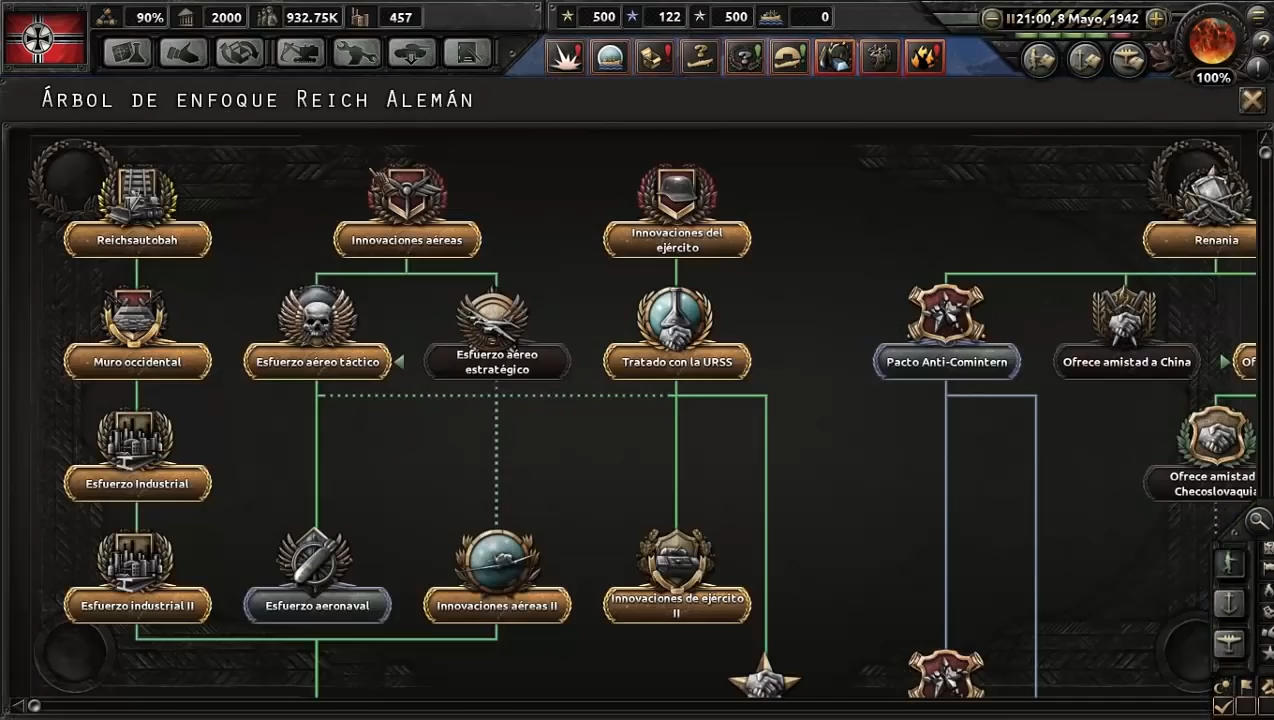 90%
2000
932.75K
457
500
122
500
0
21:00, 8 Mayo, 1942
100%
Árbol de enfoque Reich Alemán
Reichsautobah
Innovaciones aéreas
Innovaciones del
ejército
Renania
Muro occidental
Esfuerzo aéreo táctico
Esfuerzo aéreo
estratégico
Tratado con la URSS
Pacto Anti-Comintern
Ofrece amistad a China
Of
Esfuerzo Industrial
Ofrece amistad
Checoslovaquia
Esfuerzo industrial II
Esfuerzo aeronaval
Innovaciones aéreas II
Innovaciones de ejército
II